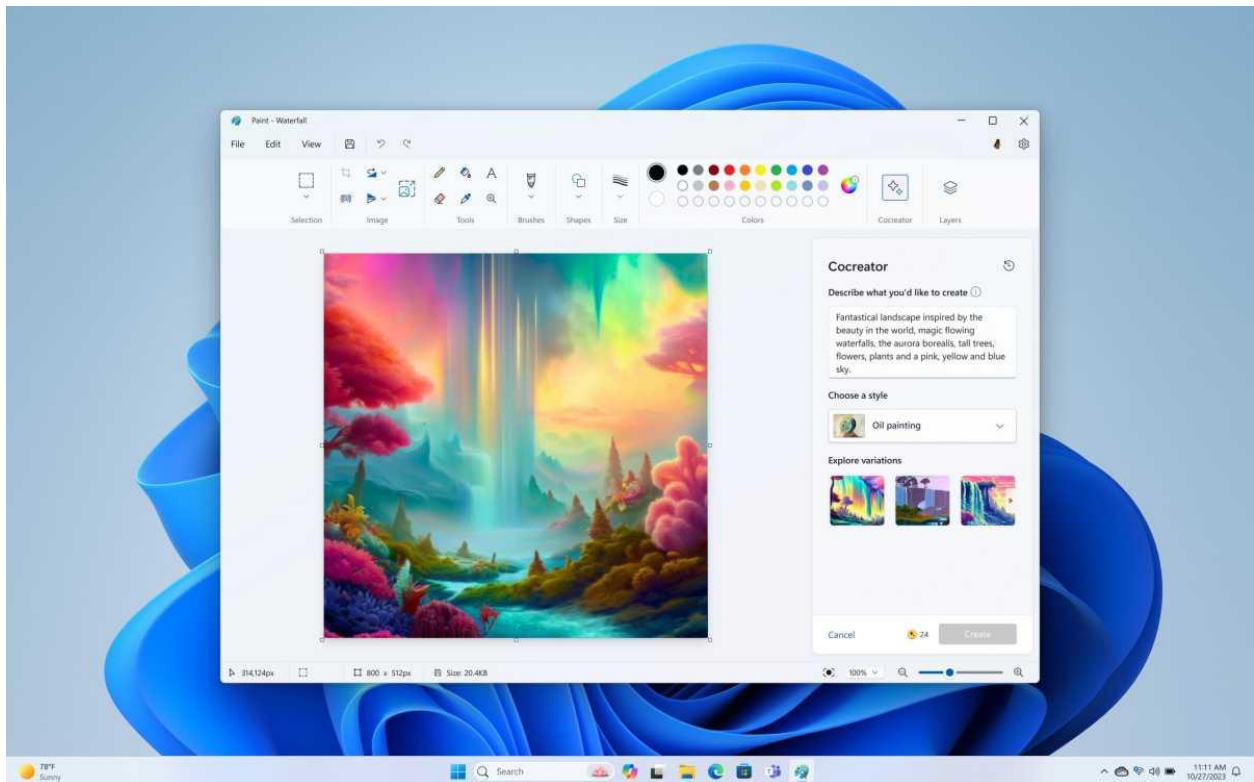 Paint - Waterfall
File Edit View
Selection Image Tools Brushes Shapes Size Colors Cocreator Layers
Cocreator
Describe what you'd like to create
Fantastical landscape inspired by the
beauty in the world, magic flowing
waterfalls, the aurora borealis, tall trees,
flowers, plants and a pink, yellow and blue
sky.
Choose a style
Oil painting
Explore variations
Cancel 24 Create
314,124px 800 x 512px Size: 20.4KB 100%
78°F
Sunny
Search
11:11 AM
10/27/2023